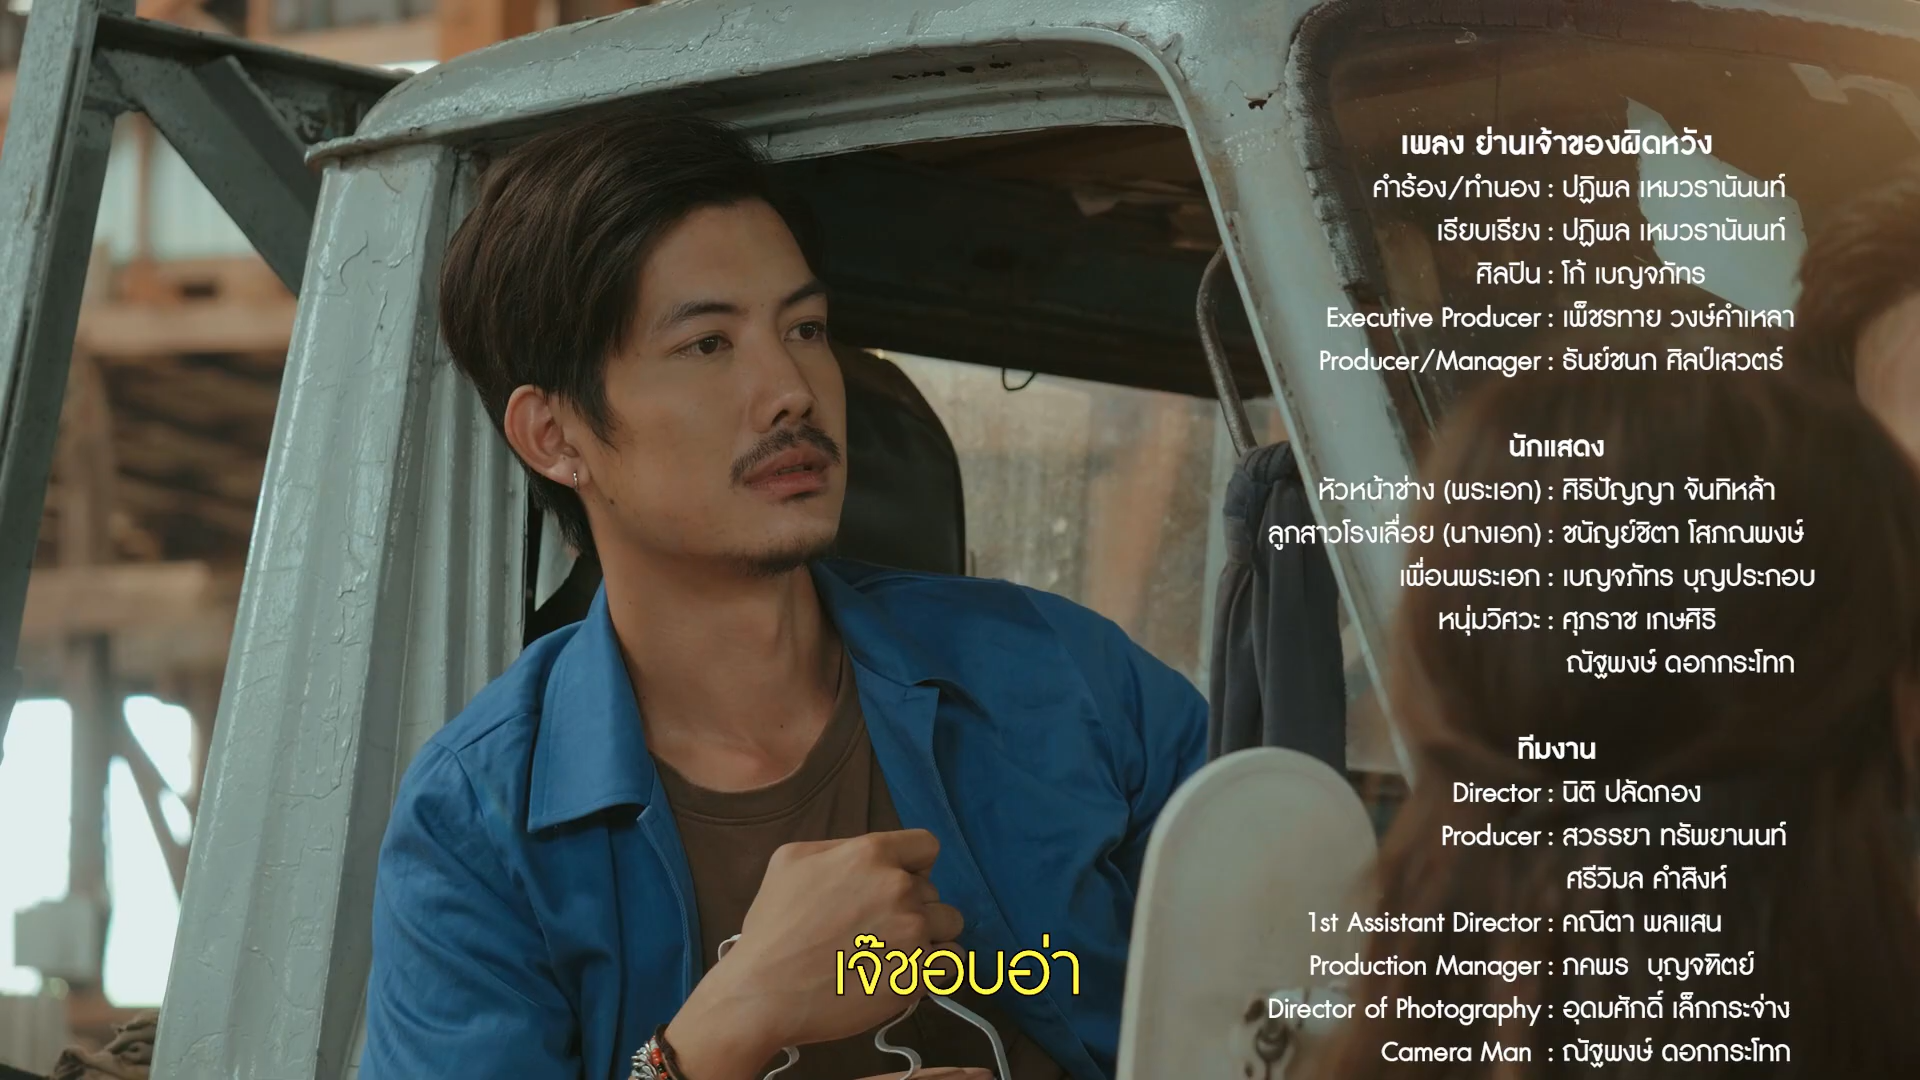 เพลง ย่านเจ้าของผิดหวัง
คำร้อง/ทำนอง : ปฏิพล เหมวรานันนท์
เรียบเรียง : ปฏิพล เหมวรานันนท์
ศิลปิน : โก้ เบญจภัทร
Executive Producer : เพ็ชรทาย วงษ์คำเหลา
Producer/Manager : ธันย์ชนก ศิลป์เสวตร์
นักแสดง
หัวหน้าช่าง (พระเอก) : ศิริปัญญา จันทิหล้า
ลูกสาวโรงเลื่อย (นางเอก) : ชนัญย์ชิตา โสภณพงษ์
เพื่อนพระเอก : เบญจภัทร บุญประกอบ
หนุ่มวิศวะ : ศุภราช เกษศิริ
ณัฐพงษ์ ดอกกระโทก
ทีมงาน
Director : นิติ ปลัดกอง
Producer : สวรรยา ทรัพยานนท์
ศรีวิมล คำสิงห์
1st Assistant Director : คณิตา พลแสน
Production Manager : ภคพร บุญจฑิตย์
Director of Photography : อุดมศักดิ์ เล็กกระจ่าง
Camera Man : ณัฐพงษ์ ดอกกระโทก
เจ๊ชอบอ่า